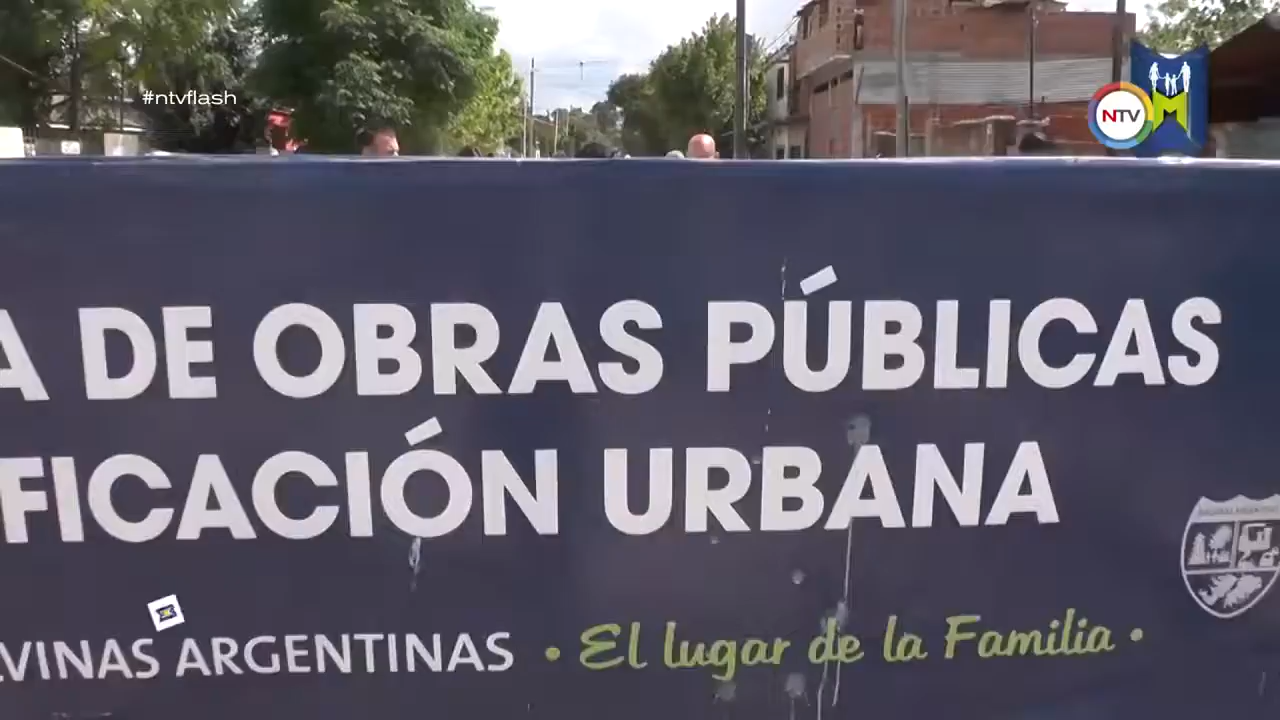 #ntvflash
NTV
M
A DE OBRAS PÚBLICAS
FICACIÓN URBANA
VINAS ARGENTINAS • El lugar de la Familia •